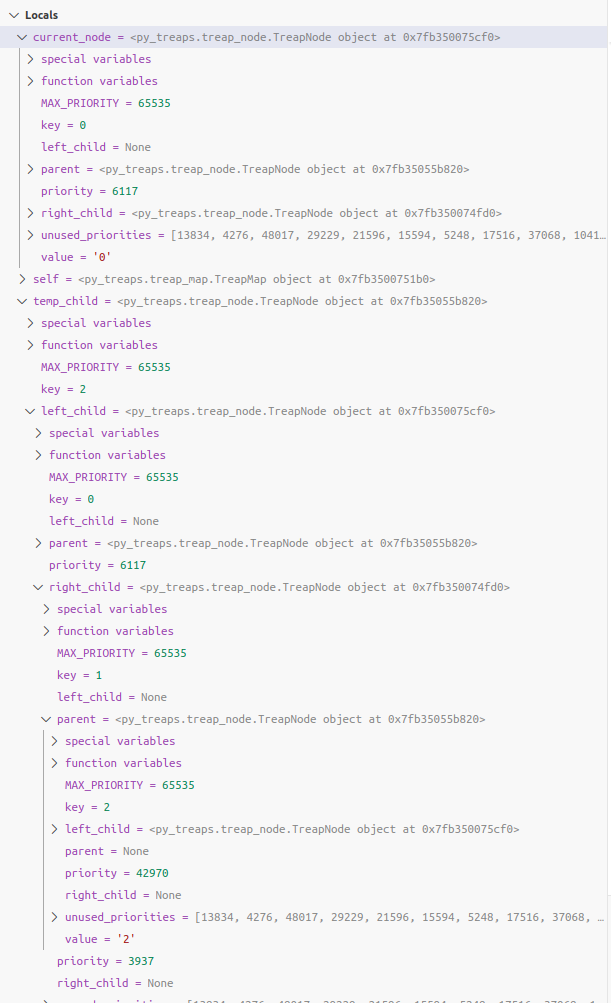 Locals
current_node = <py_treaps.treap_node.TreapNode object at 0x7fb350075cf0>
special variables
function variables
MAX_PRIORITY = 65535
key = 0
left_child = None
parent = <py_treaps.treap_node.TreapNode object at 0x7fb35055b820>
priority = 6117
right_child = <py_treaps.treap_node.TreapNode object at 0x7fb350074fd0>
unused_priorities = [13834, 4276, 48017, 29229, 21596, 15594, 5248, 17516, 37068, 1041…
value = '0'
self = <py_treaps.treap_map.TreapMap object at 0x7fb3500751b0>
temp_child = <py_treaps.treap_node.TreapNode object at 0x7fb35055b820>
special variables
function variables
MAX_PRIORITY = 65535
key = 2
left_child = <py_treaps.treap_node.TreapNode object at 0x7fb350075cf0>
special variables
function variables
MAX_PRIORITY = 65535
key = 0
left_child = None
parent = <py_treaps.treap_node.TreapNode object at 0x7fb35055b820>
priority = 6117
right_child = <py_treaps.treap_node.TreapNode object at 0x7fb350074fd0>
special variables
function variables
MAX_PRIORITY = 65535
key = 1
left_child = None
parent = <py_treaps.treap_node.TreapNode object at 0x7fb35055b820>
special variables
function variables
MAX_PRIORITY = 65535
key = 2
left_child = <py_treaps.treap_node.TreapNode object at 0x7fb350075cf0>
parent = None
priority = 42970
right_child = None
unused_priorities = [13834, 4276, 48017, 29229, 21596, 15594, 5248, 17516, 37068, …
value = '2'
priority = 3937
right_child = None